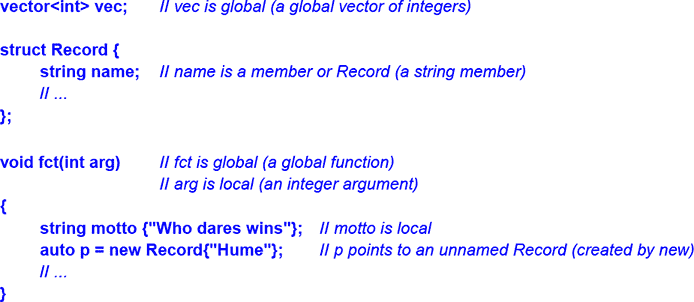 vector<int> vec; // vec is global (a global vector of integers)
struct Record {
string name; // name is a member or Record (a string member)
// ...
};
void fct(int arg) // fct is global (a global function)
// arg is local (an integer argument)
{
string motto {"Who dares wins"}; // motto is local
auto p = new Record{"Hume"}; // p points to an unnamed Record (created by new)
// ...
}